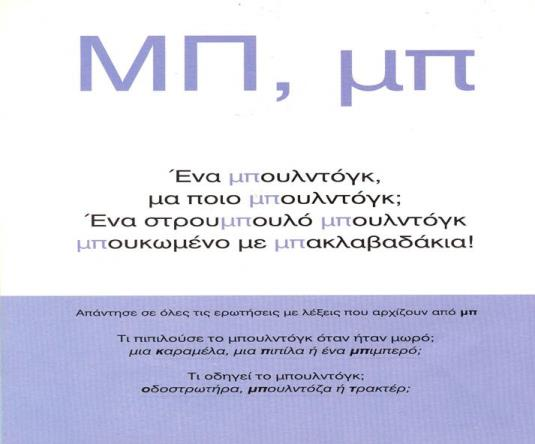 ΜΠ, μπ
Ένα μπουλντόγκ,
μα ποιο μπουλντόγκ;
Ένα στρουμπουλό μπουλντόγκ
μπουκωμένο με μπακλαβαδάκια!
Απάντησε σε όλες τις ερωτήσεις με λέξεις που αρχίζουν από μπ
Τι πιπιλούσε το μπουλντόγκ όταν ήταν μωρό;
μια καραμέλα, μια πιπίλα ή ένα μπιμπερό;
Τι οδηγεί το μπουλντόγκ;
οδοστρωτήρα, μπουλντόζα ή τρακτέρ;